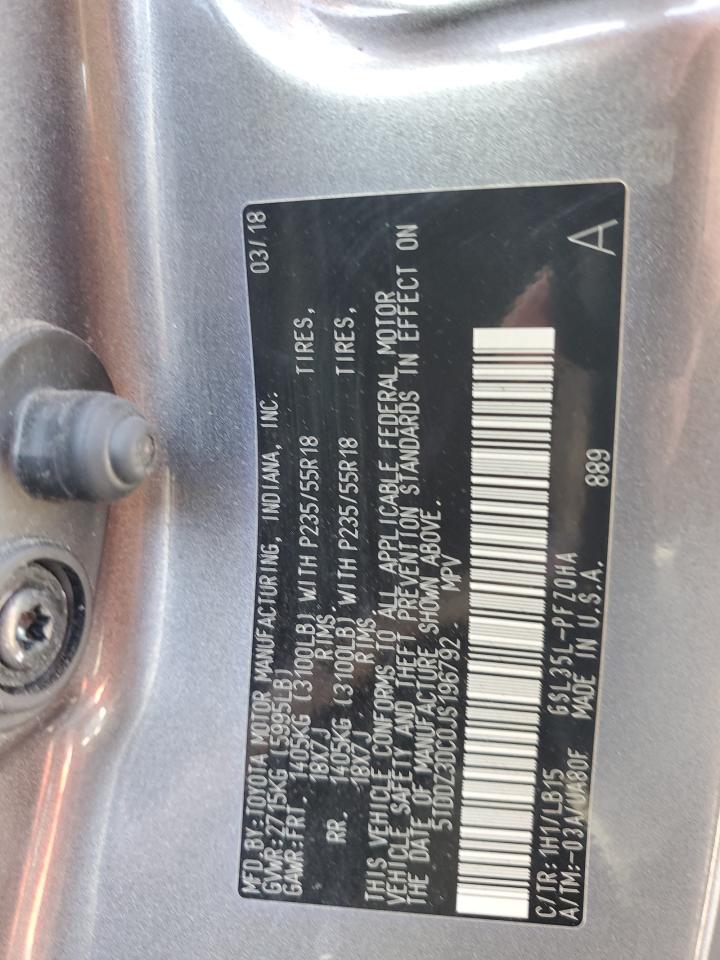 MFD.BY:TOYOTA MOTOR MANUFACTURING, INDIANA, INC. 03/18
GVWR:2715KG (5995LB)
GAWR:FRT. 1405KG (3100LB) WITH P235/55R18 TIRES,
18X7J RIMS.
RR. 1405KG (3100LB) WITH P235/55R18 TIRES,
18X7J RIMS.
THIS VEHICLE CONFORMS TO ALL APPLICABLE FEDERAL MOTOR
VEHICLE SAFETY AND THEFT PREVENTION STANDARDS IN EFFECT ON
THE DATE OF MANUFACTURE SHOWN ABOVE.
5TDDZ3DC0JS196792 MPV
C/TR:1H1/LB15 GSL35L-PFZQHA
A/TM:-03A/UA80F MADE IN U.S.A. 889 A